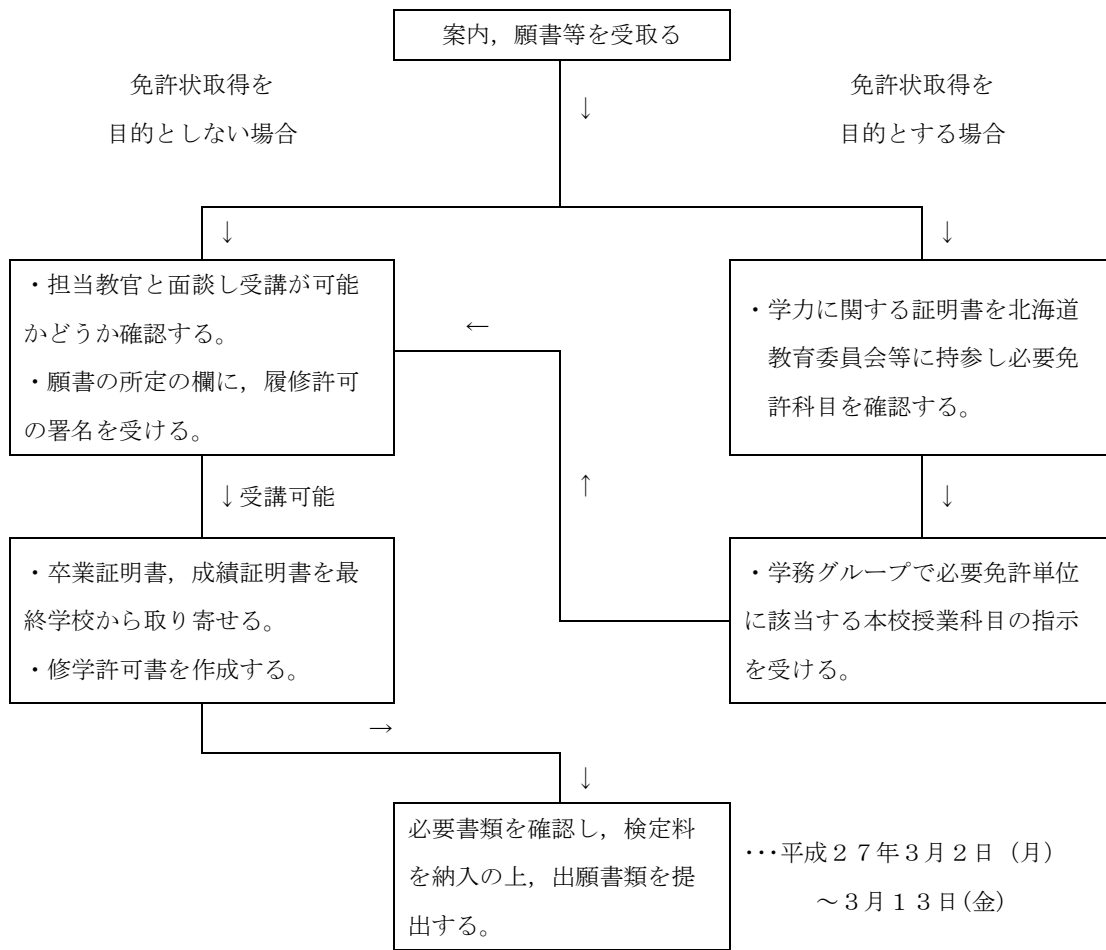 案内，願書等を受取る
免許状取得を
目的としない場合
↓
免許状取得を
目的とする場合
↓
↓
・担当教官と面談し受講が可能
かどうか確認する。
・願書の所定の欄に，履修許可
の署名を受ける。
←
・学力に関する証明書を北海道
教育委員会等に持参し必要免
許科目を確認する。
↓受講可能
↑
↓
・卒業証明書，成績証明書を最
終学校から取り寄せる。
・修学許可書を作成する。
・学務グループで必要免許単位
に該当する本校授業科目の指示
を受ける。
→
↓
必要書類を確認し，検定料
を納入の上，出願書類を提
出する。
･･･平成２７年３月２日（月）
～３月１３日(金)